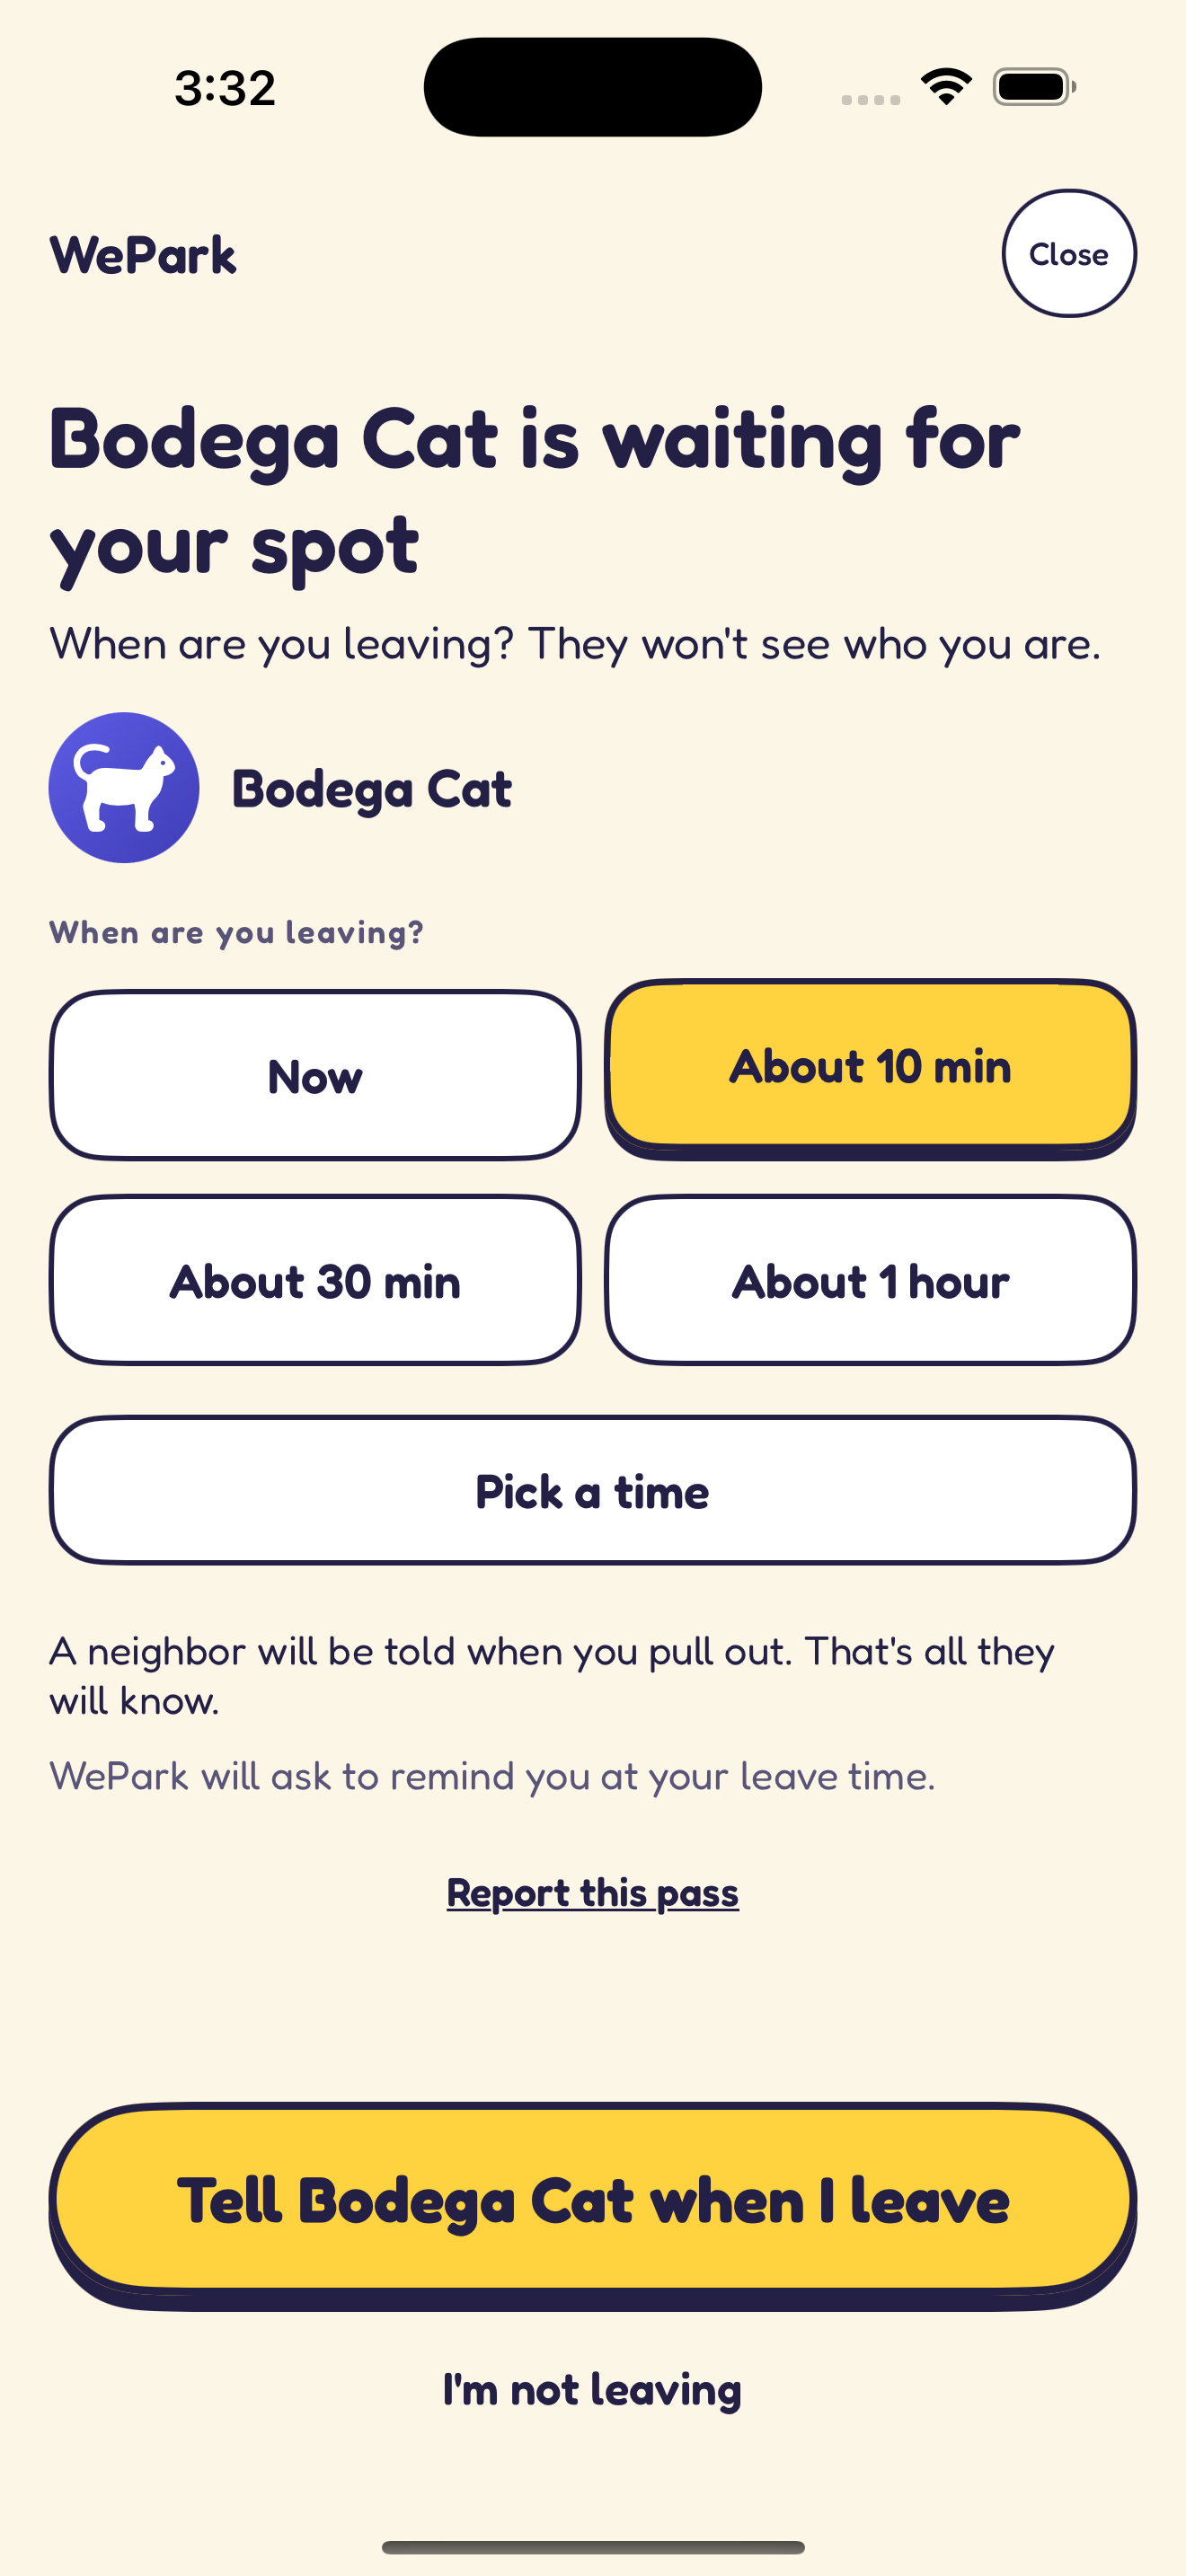 3:32
WePark
Close
Bodega Cat is waiting for
your spot
When are you leaving? They won't see who you are.
Bodega Cat
When are you leaving?
Now
About 10 min
About 30 min
About 1 hour
Pick a time
A neighbor will be told when you pull out. That's all they
will know.
WePark will ask to remind you at your leave time.
Report this pass
Tell Bodega Cat when I leave
I'm not leaving